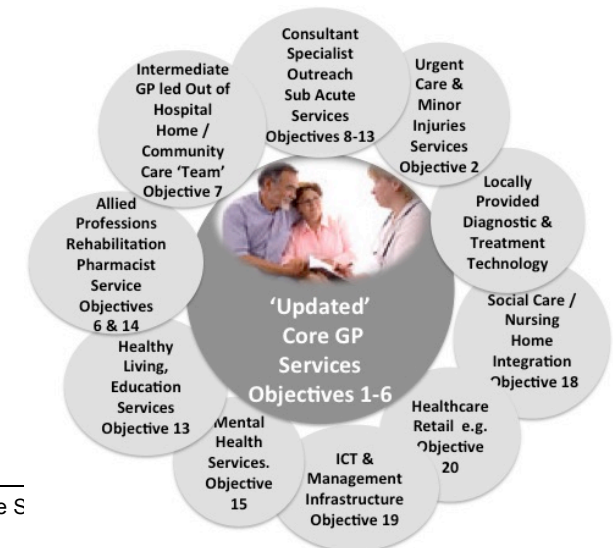 Consultant
Specialist
Outreach
Sub Acute
Services
Objectives 8-13
Urgent
Care &
Minor
Injuries
Services
Objective 2
Locally
Provided
Diagnostic &
Treatment
Technology
Social Care /
Nursing
Home
Integration
Objective 18
Healthcare
Retail e.g.
Objective
20
ICT &
Management
Infrastructure
Objective 19
Mental
Health
Services.
Objective
15
Healthy
Living,
Education
Services
Objective 13
Allied
Professions
Rehabilitation
Pharmacist
Service
Objectives
6 & 14
Intermediate
GP led Out of
Hospital
Home /
Community
Care ‘Team’
Objective 7
‘Updated’
Core GP
Services
Objectives 1-6
e S